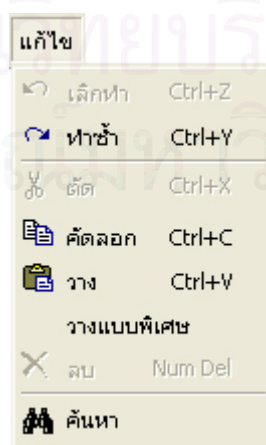 แก้ไข
เลิกทำ Ctrl+Z
ทำซ้ำ Ctrl+Y
ตัด Ctrl+X
คัดลอก Ctrl+C
วาง Ctrl+V
วางแบบพิเศษ
ลบ Num Del
ค้นหา